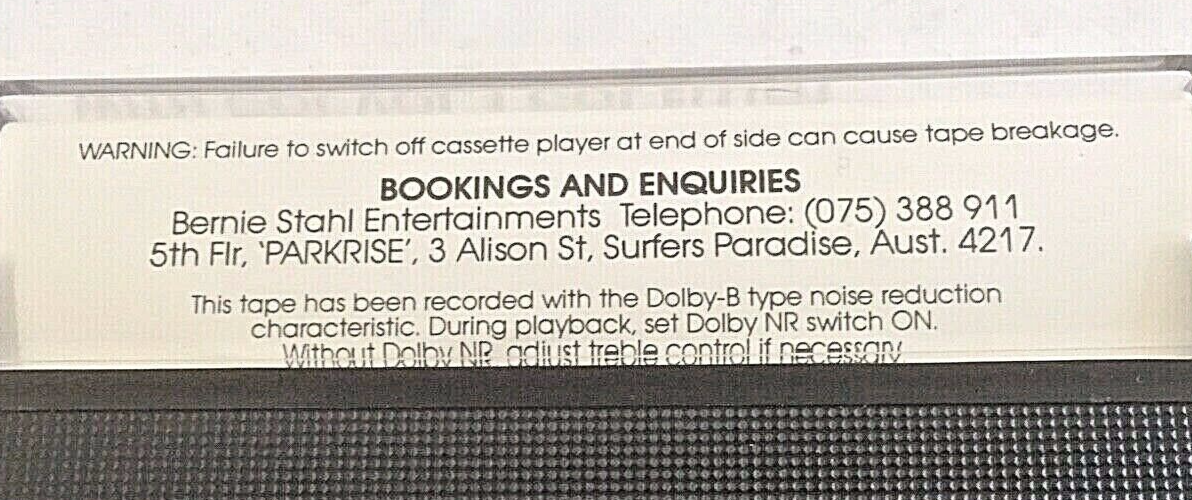 WARNING: Failure to switch off cassette player at end of side can cause tape breakage.
BOOKINGS AND ENQUIRIES
Bernie Stahl Entertainments Telephone: (075) 388 911
5th Flr, 'PARKRISE', 3 Alison St, Surfers Paradise, Aust. 4217.
This tape has been recorded with the Dolby-B type noise reduction
characteristic. During playback, set Dolby NR switch ON.
Without Dolby NR adjust treble control if necessary